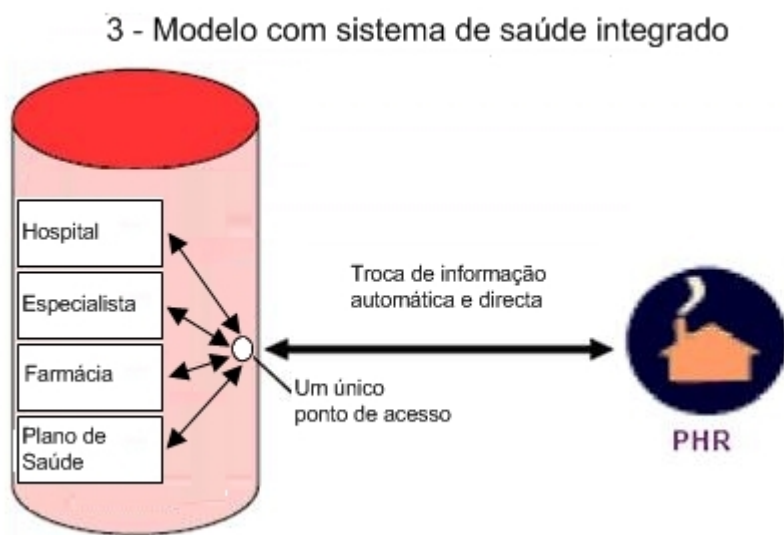 3 - Modelo com sistema de saúde integrado
Hospital
Especialista
Farmácia
Plano de
Saúde
Troca de informação
automática e directa
Um único
ponto de acesso
PHR